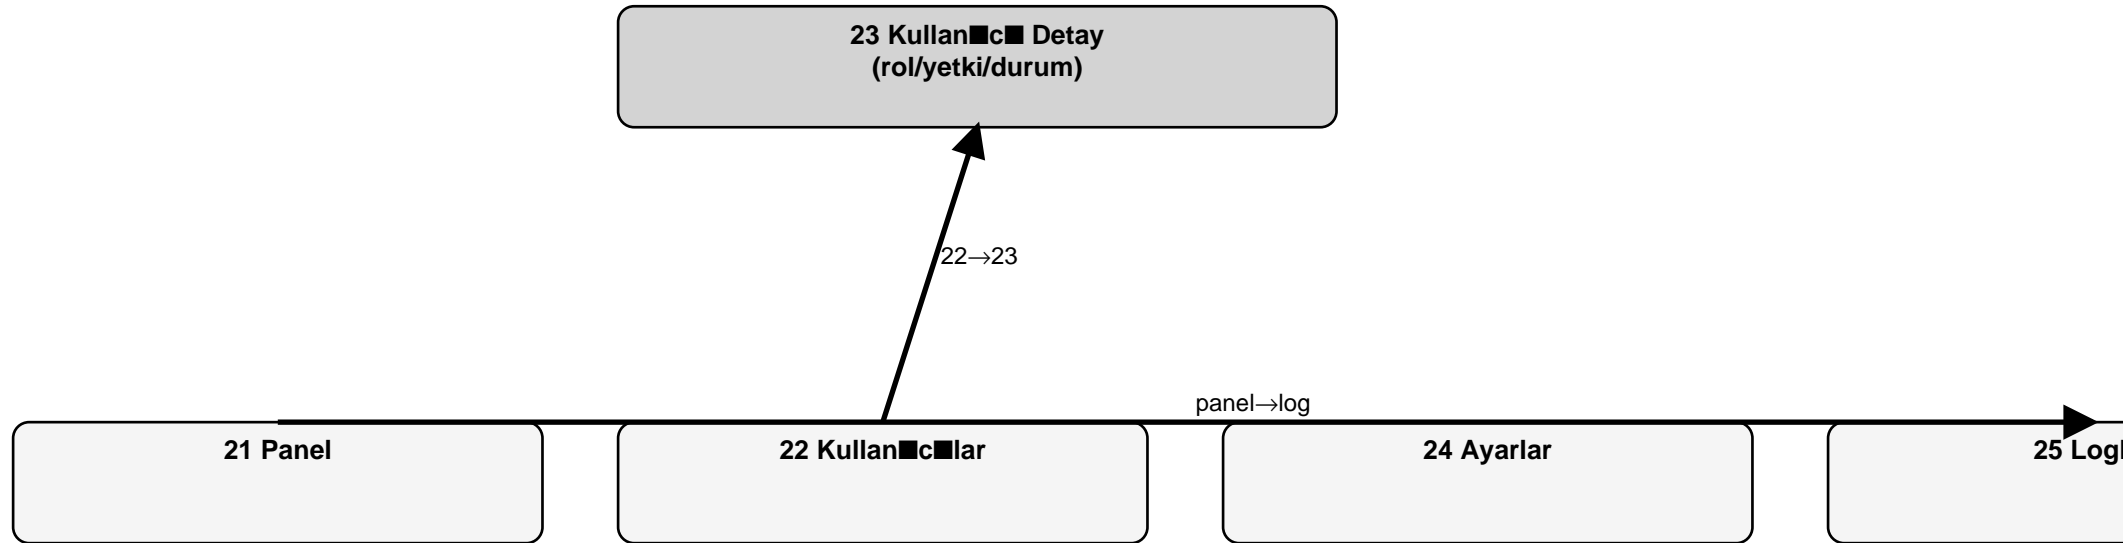 23 Kullan■c■ Detay
(rol/yetki/durum)
22→23
panel→log
21 Panel
22 Kullan■c■lar
24 Ayarlar
25 Log